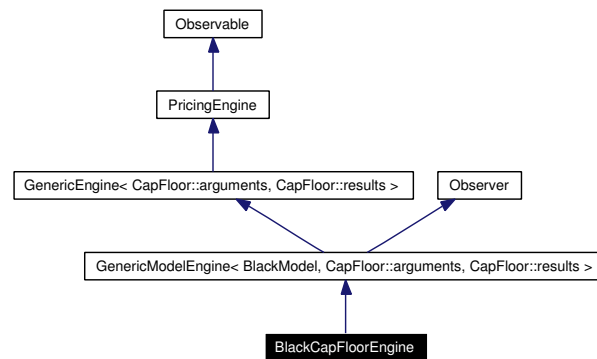 Observable
PricingEngine
GenericEngine< CapFloor::arguments, CapFloor::results >
Observer
GenericModelEngine< BlackModel, CapFloor::arguments, CapFloor::results >
BlackCapFloorEngine